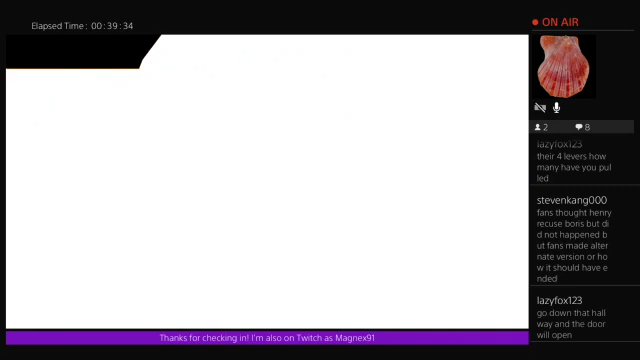 Elapsed Time: 00:39:34
ON AIR
2
8
lazyfox123
their 4 levers how
many have you pul
led
stevenkang000
fans thought henry
recuse boris but di
d not happened b
ut fans made alter
nate version or ho
w it should have e
nded
lazyfox123
go down that hall
way and the door
will open
Thanks for checking in! I'm also on Twitch as Magnex91